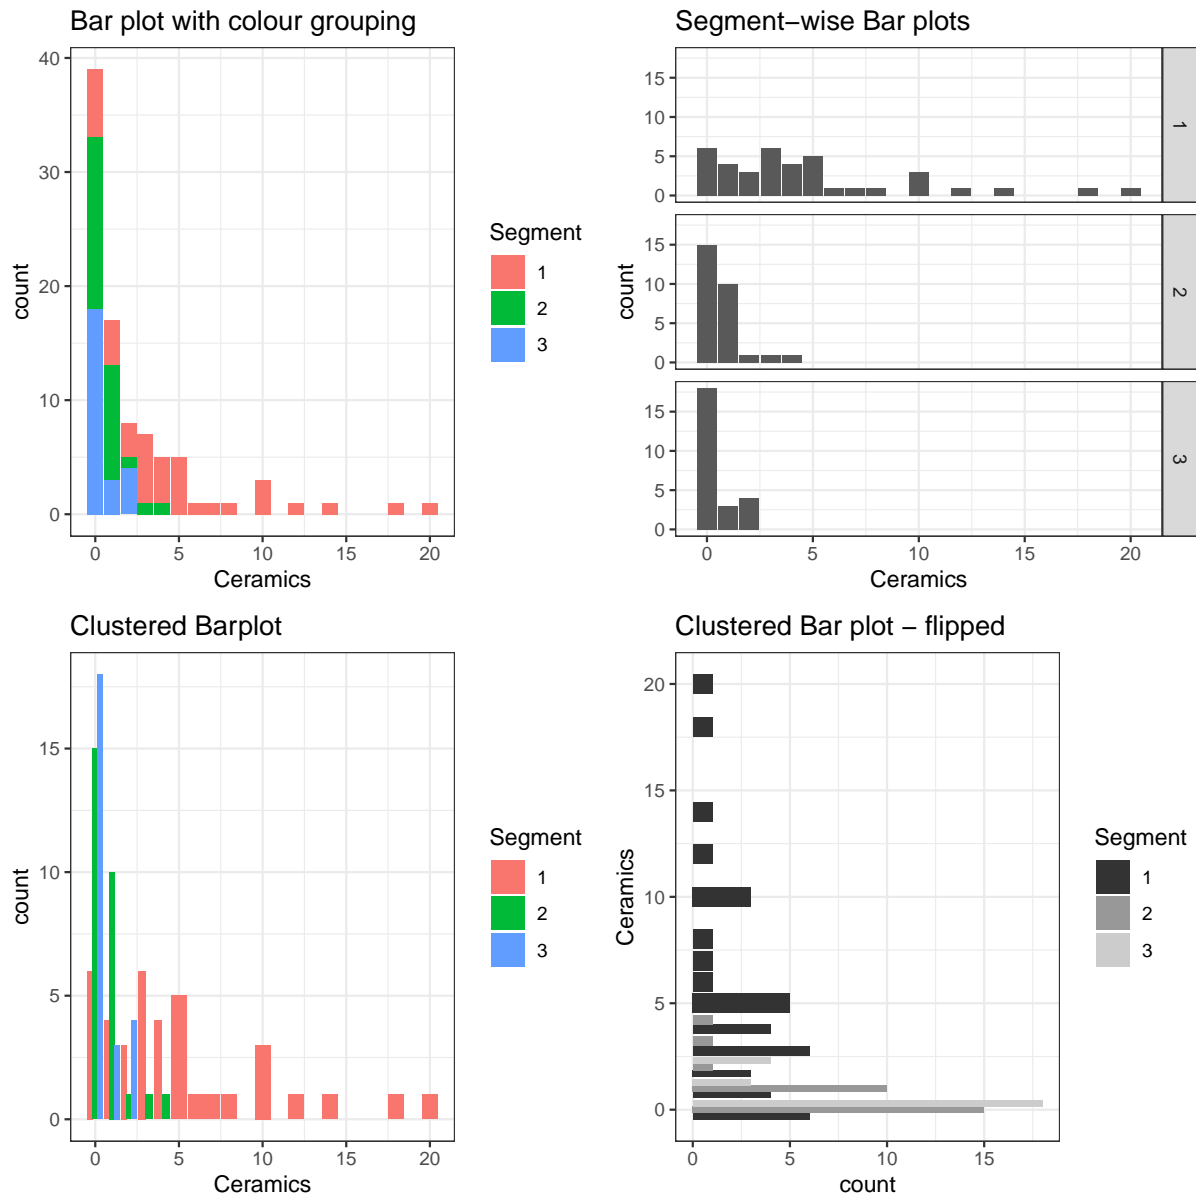 Bar plot with colour grouping
40
30
20
10
0
count
0 5 10 15 20
Ceramics
Segment
1
2
3
Segment−wise Bar plots
15
10
5
0
1
15
10
5
0
2
15
10
5
0
3
count
0 5 10 15 20
Ceramics
Clustered Barplot
15
10
5
0
count
0 5 10 15 20
Ceramics
Segment
1
2
3
Clustered Bar plot − flipped
20
15
10
5
0
Ceramics
0 5 10 15
count
Segment
1
2
3